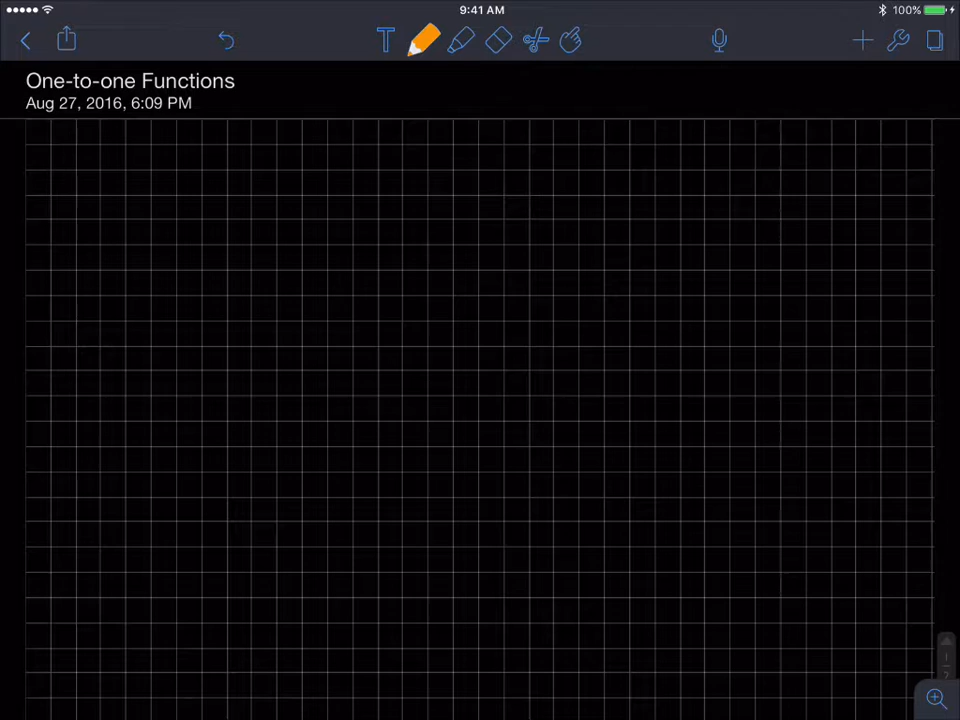 9:41 AM
100%
T
One-to-one Functions
Aug 27, 2016, 6:09 PM